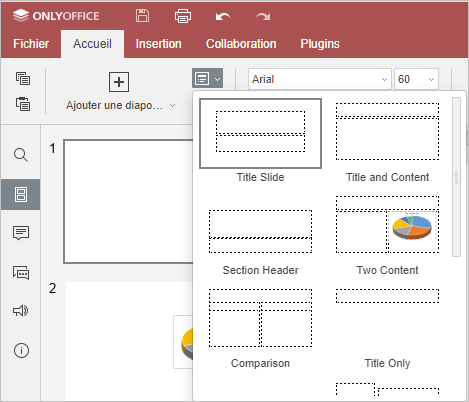 ONLYOFFICE
Fichier Accueil Insertion Collaboration Plugins
Arial 60
Ajouter une diapo...
1
Title Slide Title and Content
Section Header Two Content
2
Comparison Title Only